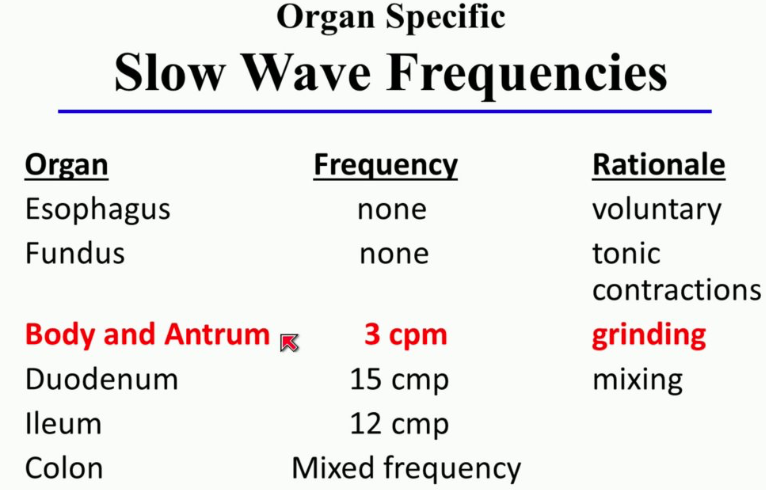 Organ Specific
Slow Wave Frequencies
Organ Frequency Rationale
Esophagus none voluntary
Fundus none tonic
contractions
Body and Antrum 3 cpm grinding
Duodenum 15 cmp mixing
Ileum 12 cmp
Colon Mixed frequency